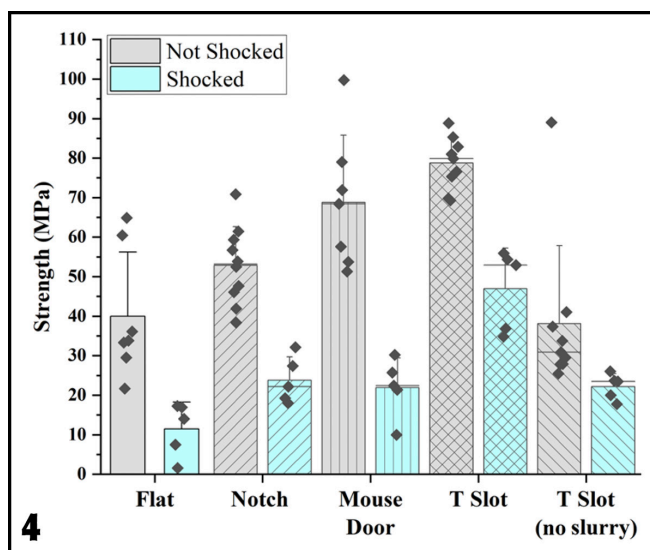 110
100
90
80
70
60
50
40
30
20
10
0
Strength (MPa)
Not Shocked
Shocked
Flat
Notch
Mouse
Door
T Slot
T Slot
(no slurry)
4